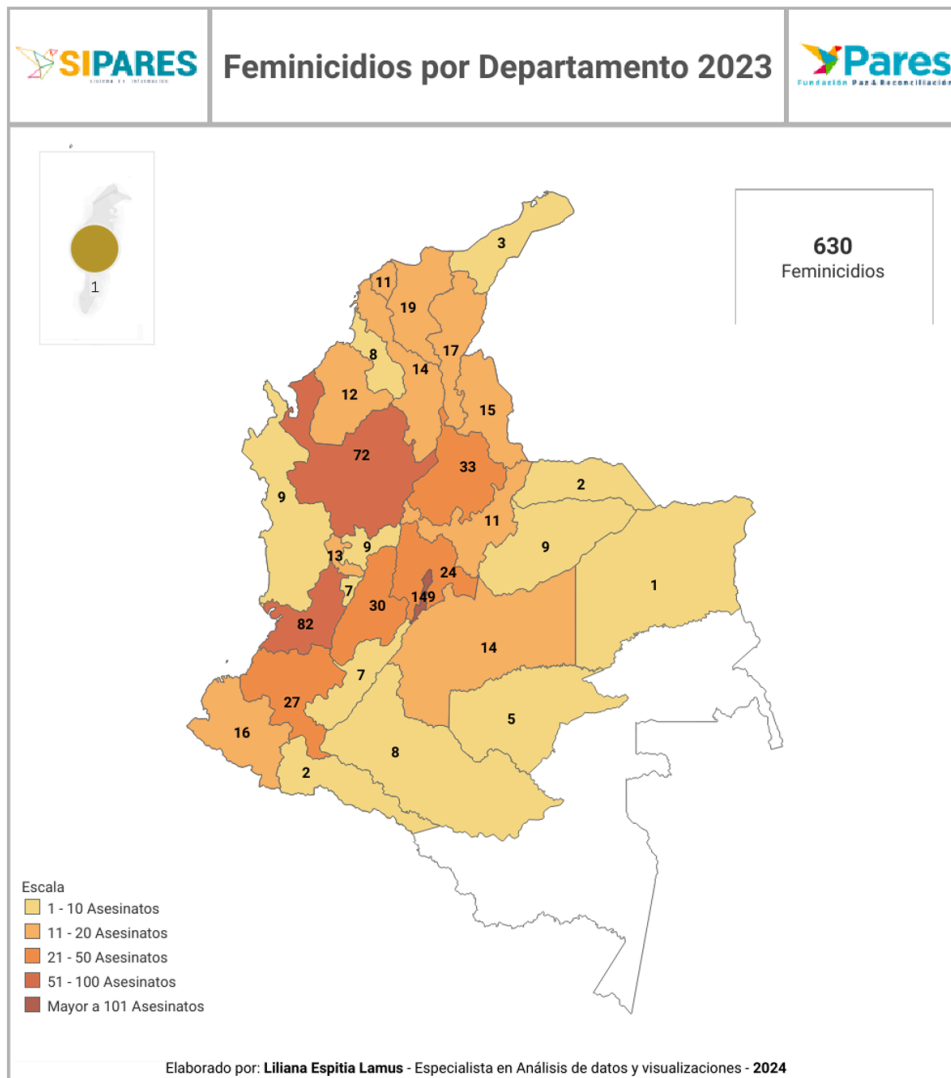 SIPARES
Feminicidios por Departamento 2023
Pares
Fundación Paz & Reconciliación
630
Feminicidios
1
3
11
19
17
8
14
12
15
72
33
2
9
11
9
9
13
24
7
149
1
30
82
14
7
27
5
16
8
2
Escala
1 - 10 Asesinatos
11 - 20 Asesinatos
21 - 50 Asesinatos
51 - 100 Asesinatos
Mayor a 101 Asesinatos
Elaborado por: Liliana Espitia Lamus - Especialista en Análisis de datos y visualizaciones - 2024